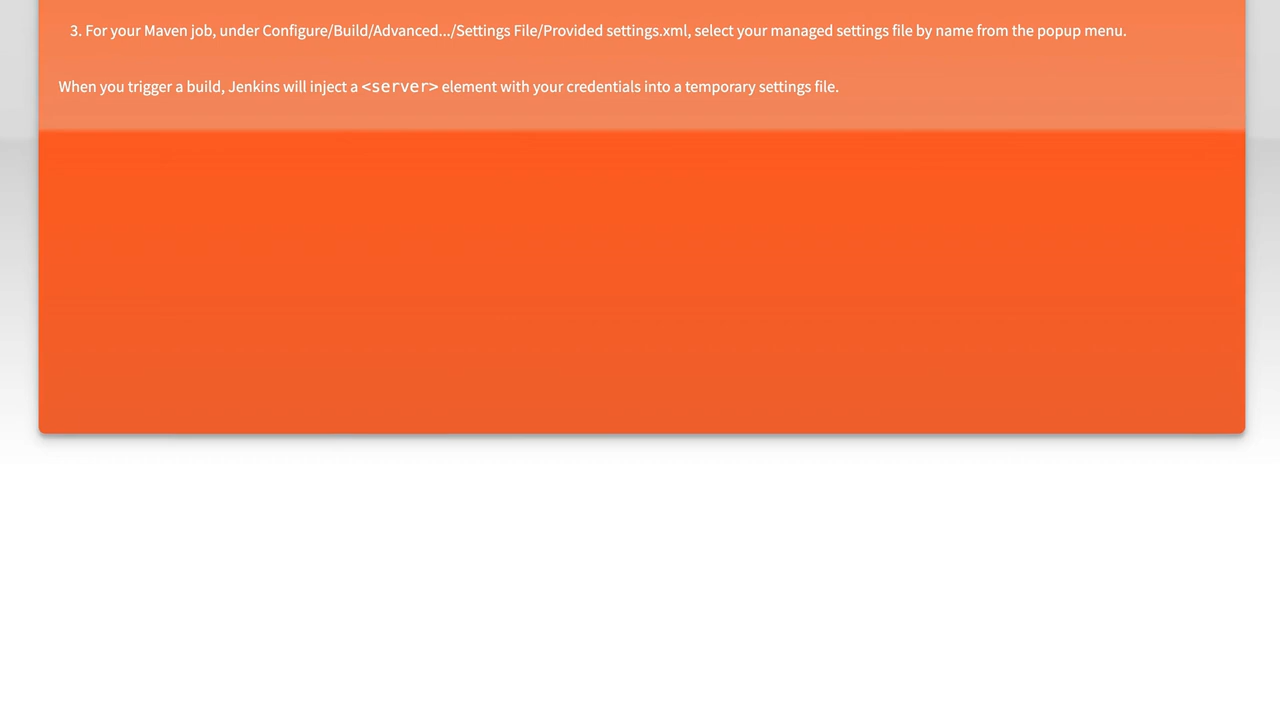 3. For your Maven job, under Configure/Build/Advanced.../Settings File/Provided settings.xml, select your managed settings file by name from the popup menu.
When you trigger a build, Jenkins will inject a <server> element with your credentials into a temporary settings file.